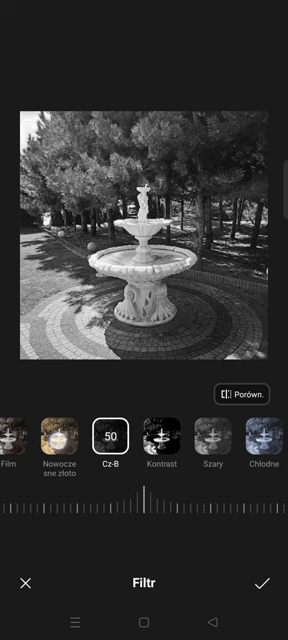 Porówn.
50
Film
Nowocze
sne złoto
Cz-B
Kontrast
Szary
Chłodne
Filtr